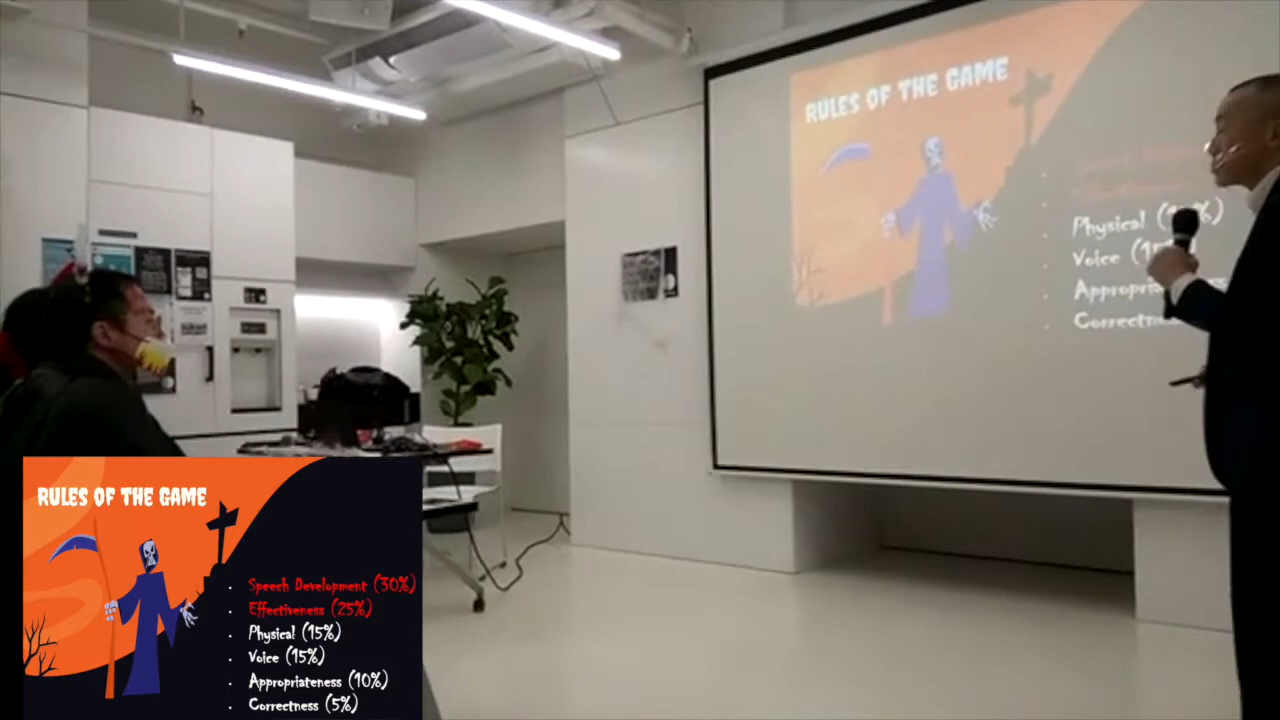 RULES OF THE GAME
Physical
Voice
RULES OF THE GAME
Speech Development (30%)
Effectiveness (25%)
Physical (15%)
Voice (15%)
Appropriateness (10%)
Correctness (5%)